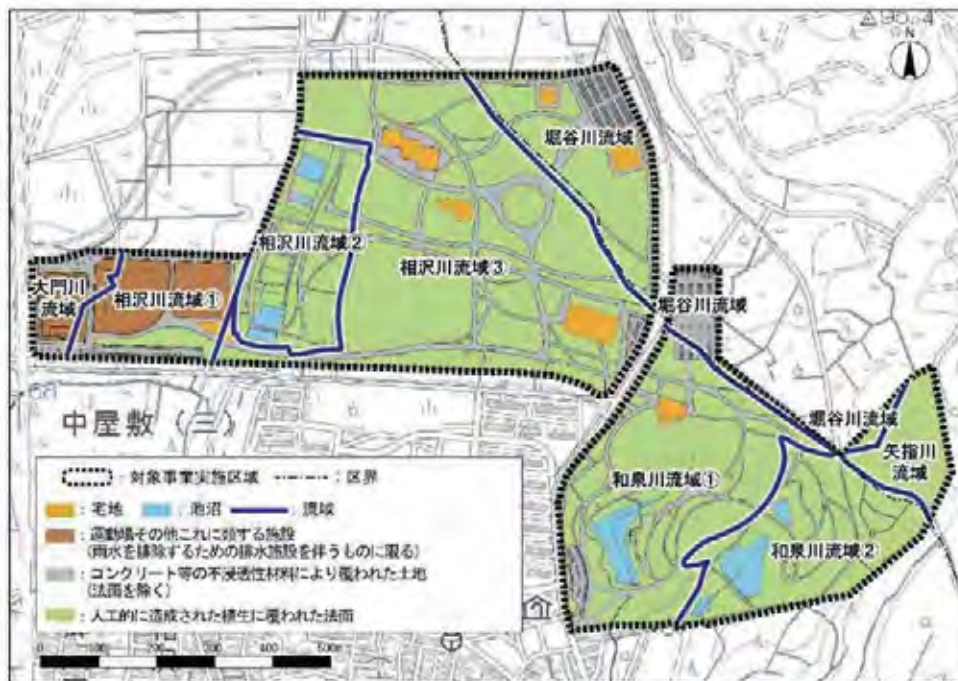 N
堀谷川流域
相沢川流域②
相沢川流域③
大門川
流域
相沢川流域①
堀谷川流域
中屋敷 (三)
堀谷川流域
矢指川
流域
和泉川流域①
和泉川流域②
:対象事業実施区域 :区界
:宅地 :池沼 :流域
:運動場その他これに類する施設
(雨水を排除するための排水施設を伴うものに限る)
:コンクリート等の不浸透性材料により覆われた土地
(法面を除く)
:人工的に造成された植生に覆われた法面
0 100 200 300 400 500m